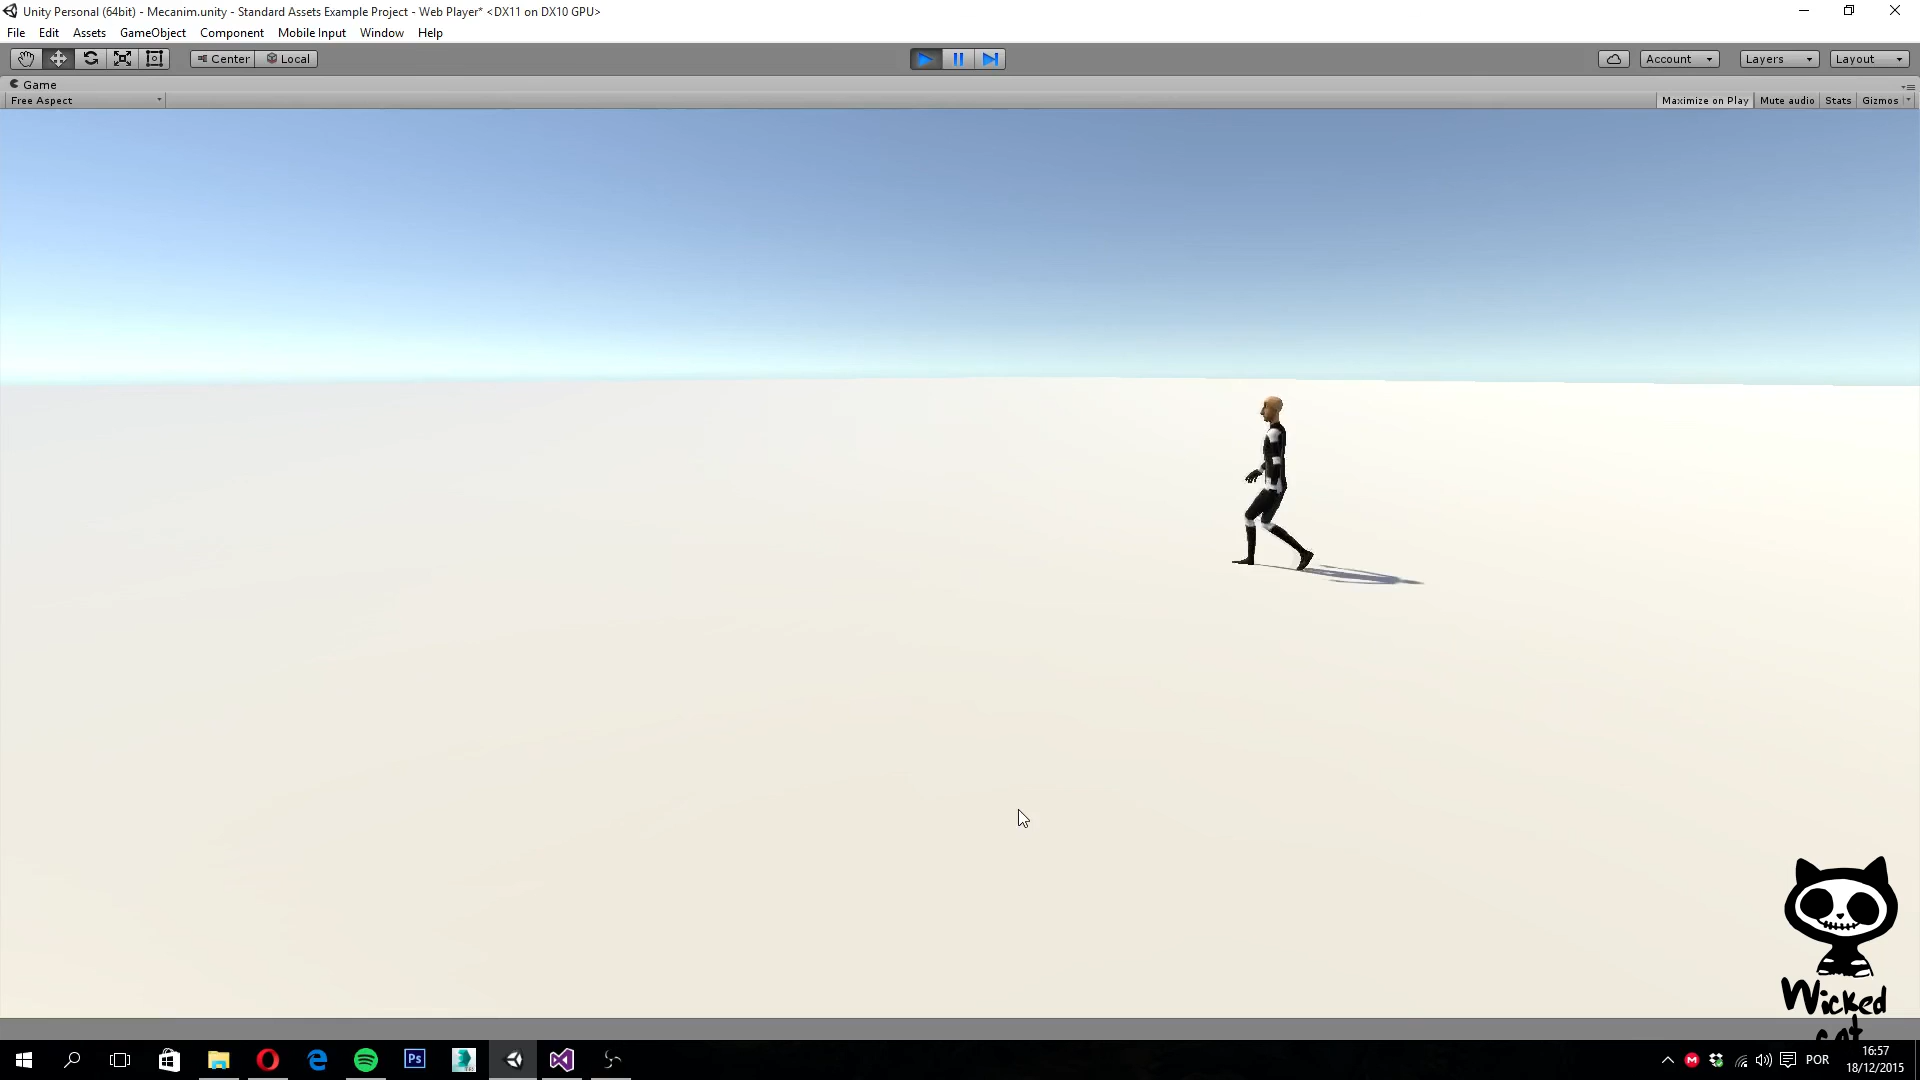 Unity Personal (64bit) - Mecanim.unity - Standard Assets Example Project - Web Player* <DX11 on DX10 GPU>
File Edit Assets GameObject Component Mobile Input Window Help
Center Local Account Layers Layout
Game
Free Aspect Maximize on Play Mute audio Stats Gizmos
Wicked
cat
Ps
M
POR
16:57
18/12/2015